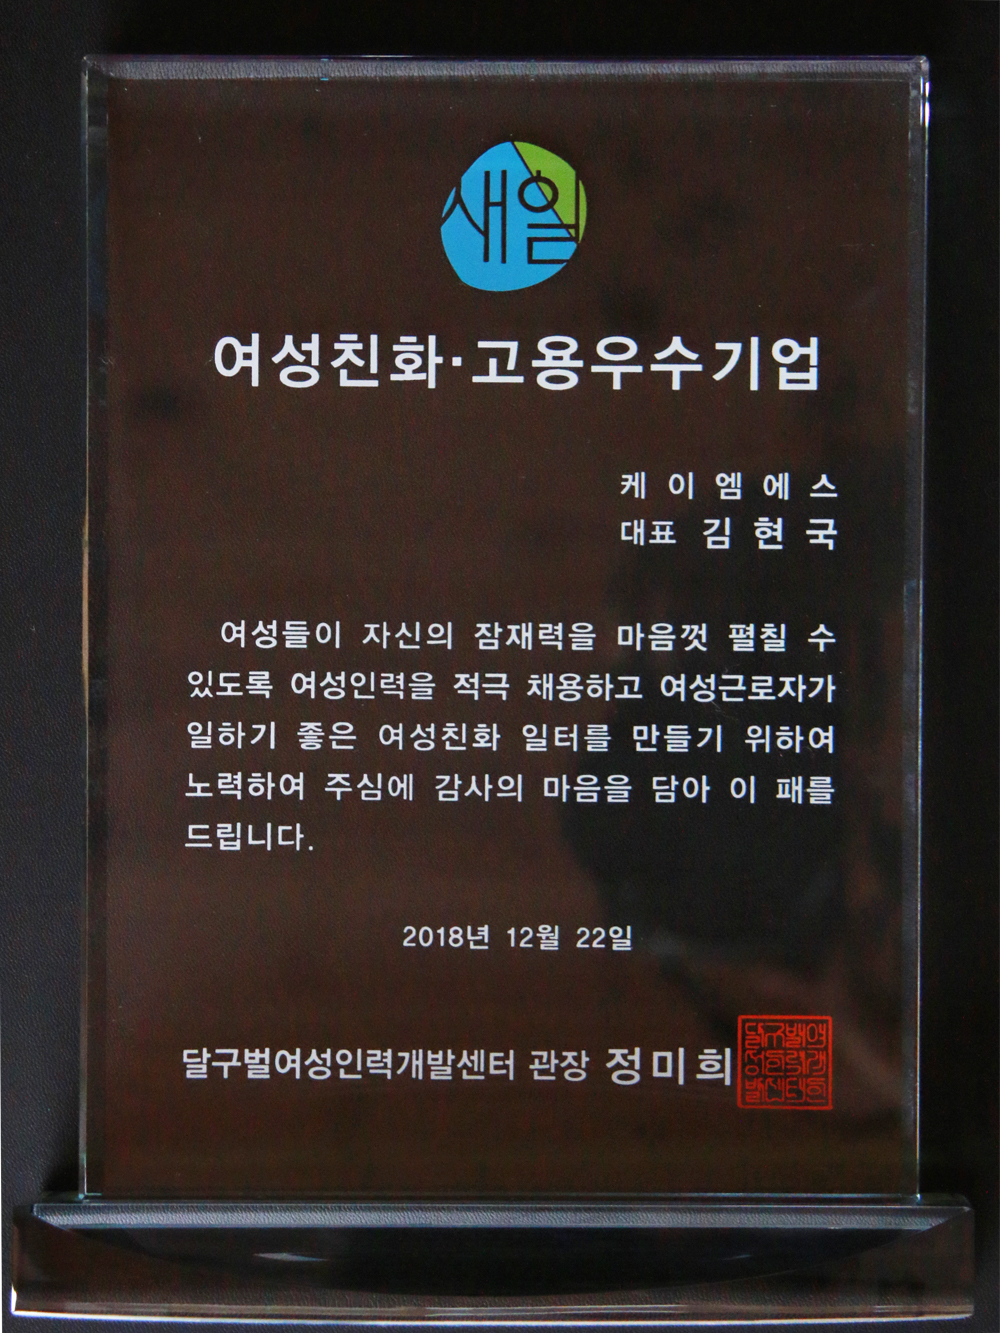 새일
여성친화·고용우수기업
케이엠에스
대표 김현국
여성들이 자신의 잠재력을 마음껏 펼칠 수
있도록 여성인력을 적극 채용하고 여성근로자가
일하기 좋은 여성친화 일터를 만들기 위하여
노력하여 주심에 감사의 마음을 담아 이 패를
드립니다.
2018년 12월 22일
달구벌여성인력개발센터 관장 정미희